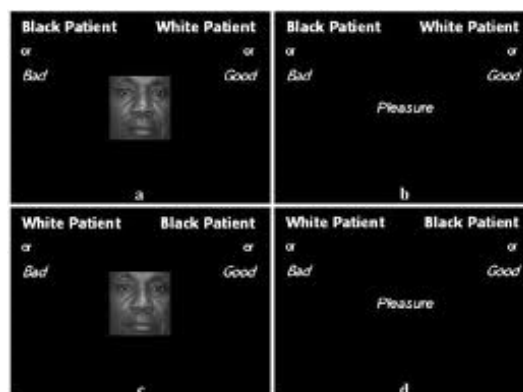 Black Patient White Patient
or or
Bad Good
a
Black Patient White Patient
or or
Bad Good
Pleasure
b
White Patient Black Patient
or or
Bad Good
c
White Patient Black Patient
or or
Bad Good
Pleasure
d